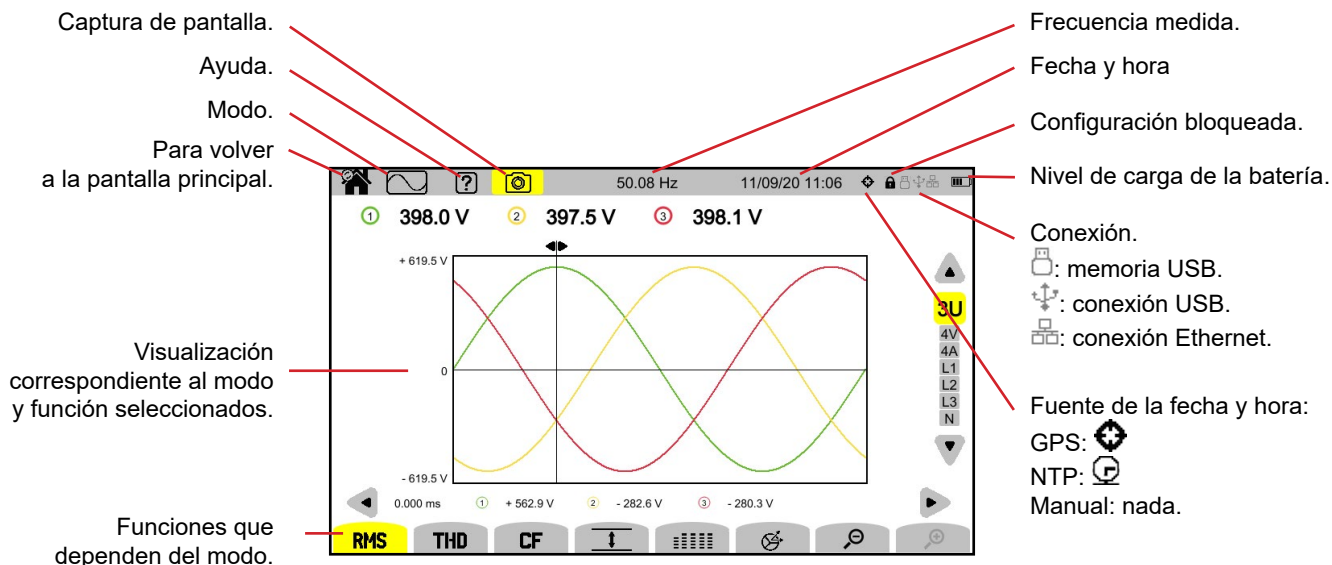 Captura de pantalla.
Ayuda.
Modo.
Para volver
a la pantalla principal.
Visualización
correspondiente al modo
y función seleccionados.
Funciones que
dependen del modo.
?
50.08 Hz
11/09/20 11:06
1 398.0 V 2 397.5 V 3 398.1 V
+ 619.5 V
0
- 619.5 V
0.000 ms 1 + 562.9 V 2 - 282.6 V 3 - 280.3 V
3U
4V
4A
L1
L2
L3
N
RMS THD CF
Frecuencia medida.
Fecha y hora
Configuración bloqueada.
Nivel de carga de la batería.
Conexión.
: memoria USB.
: conexión USB.
: conexión Ethernet.
Fuente de la fecha y hora:
GPS:
NTP:
Manual: nada.